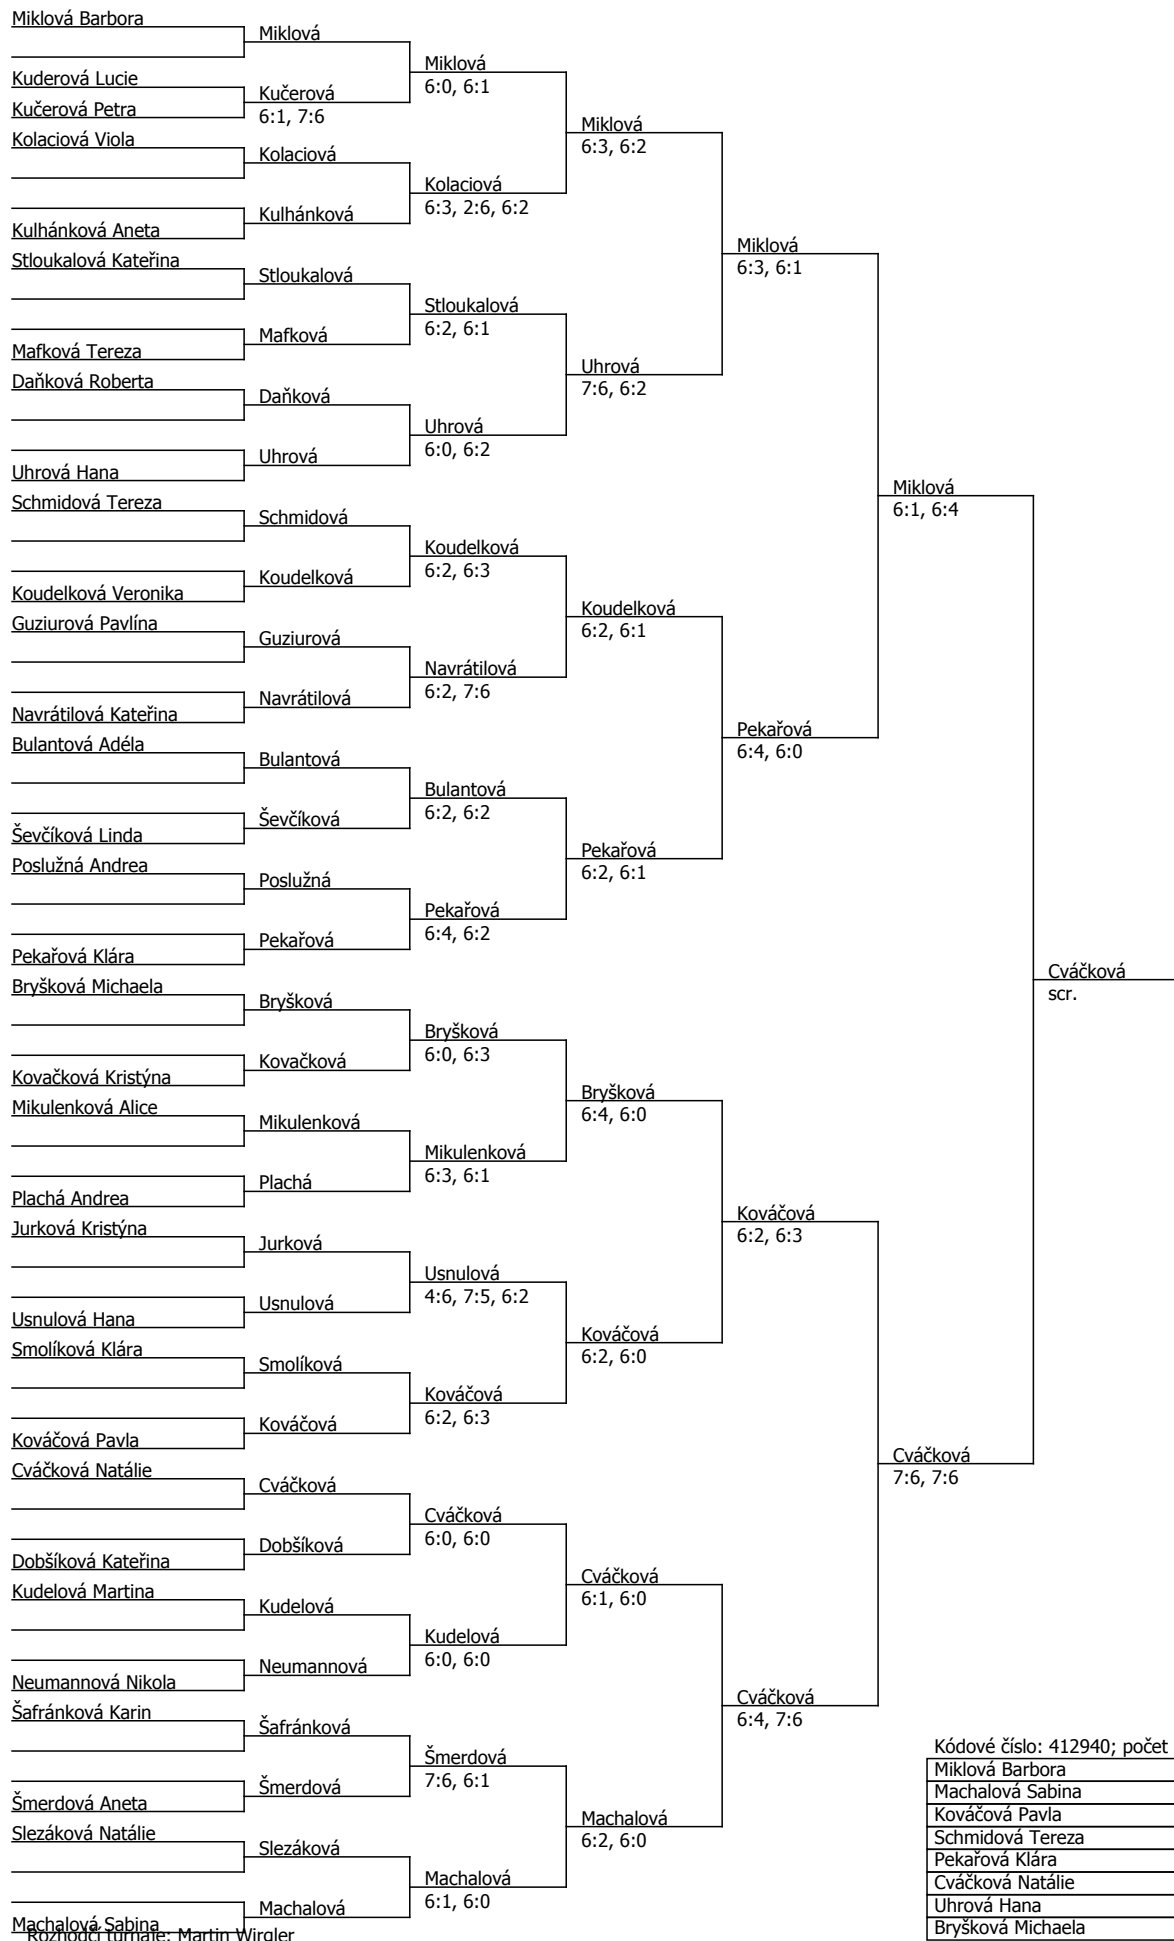 Miklová Barbora
Kuderová Lucie
Kučerová Petra
Kolaciová Viola
Kulhánková Aneta
Stloukalová Kateřina
Mafková Tereza
Daňková Roberta
Uhrová Hana
Schmidová Tereza
Koudelková Veronika
Guziurová Pavlína
Navrátilová Kateřina
Bulantová Adéla
Ševčíková Linda
Poslužná Andrea
Pekařová Klára
Bryšková Michaela
Kovačková Kristýna
Mikulenková Alice
Plachá Andrea
Jurková Kristýna
Usnulová Hana
Smolíková Klára
Kováčová Pavla
Cváčková Natálie
Dobšíková Kateřina
Kudelová Martina
Neumannová Nikola
Šafránková Karin
Šmerdová Aneta
Slezáková Natálie
Machalová Sabina
Rozhodčí turnaje: Martin Wirgler
Miklová
Kučerová
6:1, 7:6
Kolaciová
Kulhánková
Stloukalová
Mafková
Daňková
Uhrová
Schmidová
Koudelková
Guziurová
Navrátilová
Bulantová
Ševčíková
Poslužná
Pekařová
Bryšková
Kovačková
Mikulenková
Plachá
Jurková
Usnulová
Smolíková
Kováčová
Cváčková
Dobšíková
Kudelová
Neumannová
Šafránková
Šmerdová
Slezáková
Machalová
Miklová
6:0, 6:1
Kolaciová
6:3, 2:6, 6:2
Stloukalová
6:2, 6:1
Uhrová
6:0, 6:2
Koudelková
6:2, 6:3
Navrátilová
6:2, 7:6
Bulantová
6:2, 6:2
Pekařová
6:4, 6:2
Bryšková
6:0, 6:3
Mikulenková
6:3, 6:1
Usnulová
4:6, 7:5, 6:2
Kováčová
6:2, 6:3
Cváčková
6:0, 6:0
Kudelová
6:0, 6:0
Šmerdová
7:6, 6:1
Machalová
6:1, 6:0
Miklová
6:3, 6:2
Uhrová
7:6, 6:2
Koudelková
6:2, 6:1
Pekařová
6:2, 6:1
Bryšková
6:4, 6:0
Kováčová
6:2, 6:0
Cváčková
6:1, 6:0
Machalová
6:2, 6:0
Miklová
6:3, 6:1
Pekařová
6:4, 6:0
Kováčová
6:2, 6:3
Cváčková
6:4, 7:6
Miklová
6:1, 6:4
Cváčková
7:6, 7:6
Cváčková
scr.
Kódové číslo: 412940; počet
Miklová Barbora
Machalová Sabina
Kováčová Pavla
Schmidová Tereza
Pekařová Klára
Cváčková Natálie
Uhrová Hana
Bryšková Michaela